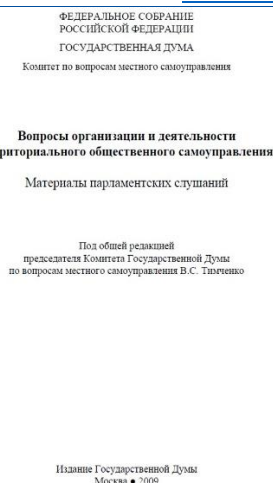 ФЕДЕРАЛЬНОЕ СОБРАНИЕ
РОССИЙСКОЙ ФЕДЕРАЦИИ
ГОСУДАРСТВЕННАЯ ДУМА
Комитет по вопросам местного самоуправления
Вопросы организации и деятельности
риториального общественного самоуправления
Материалы парламентских слушаний
Под общей редакцией
председателя Комитета Государственной Думы
по вопросам местного самоуправления В.С. Тимченко
Издание Государственной Думы
Москва ● 2009